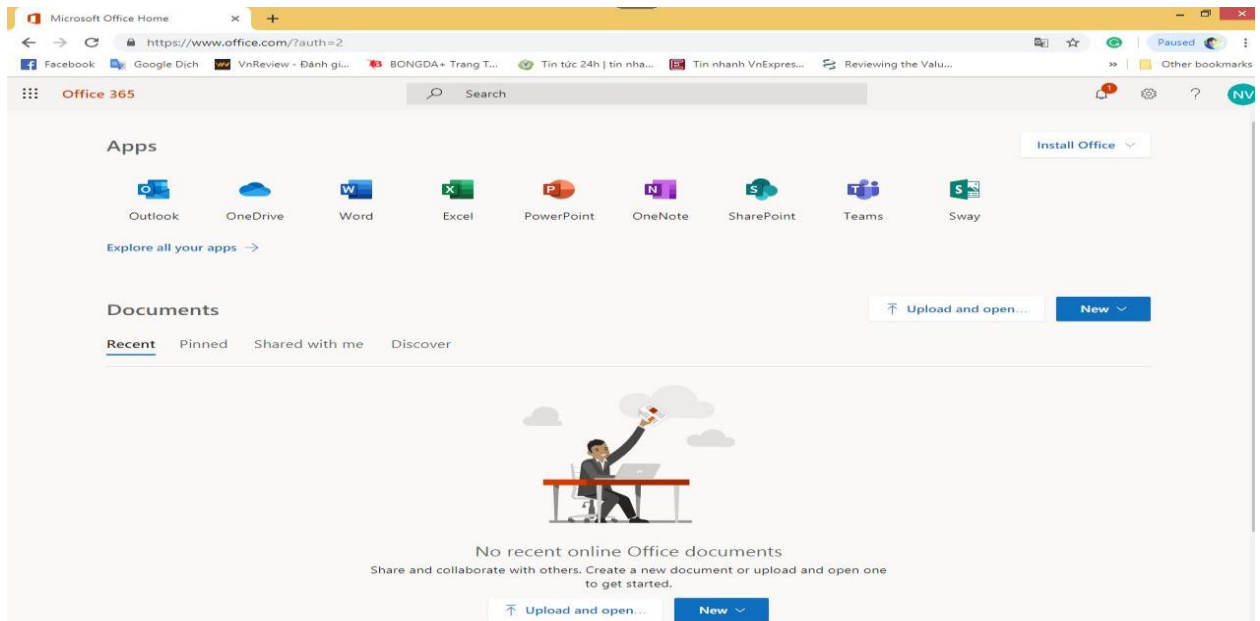 Microsoft Office Home
https://www.office.com/?auth=2
Paused
Facebook Google Dịch VnReview - Đánh gi... BONGDA+ Trang T... Tin tức 24h | tin nha... Tin nhanh VnExpres... Reviewing the Valu... » Other bookmarks
Office 365 Search 1 ? NV
Apps Install Office
Outlook OneDrive Word Excel PowerPoint OneNote SharePoint Teams Sway
Explore all your apps →
Documents Upload and open... New
Recent Pinned Shared with me Discover
No recent online Office documents
Share and collaborate with others. Create a new document or upload and open one
to get started.
Upload and open... New